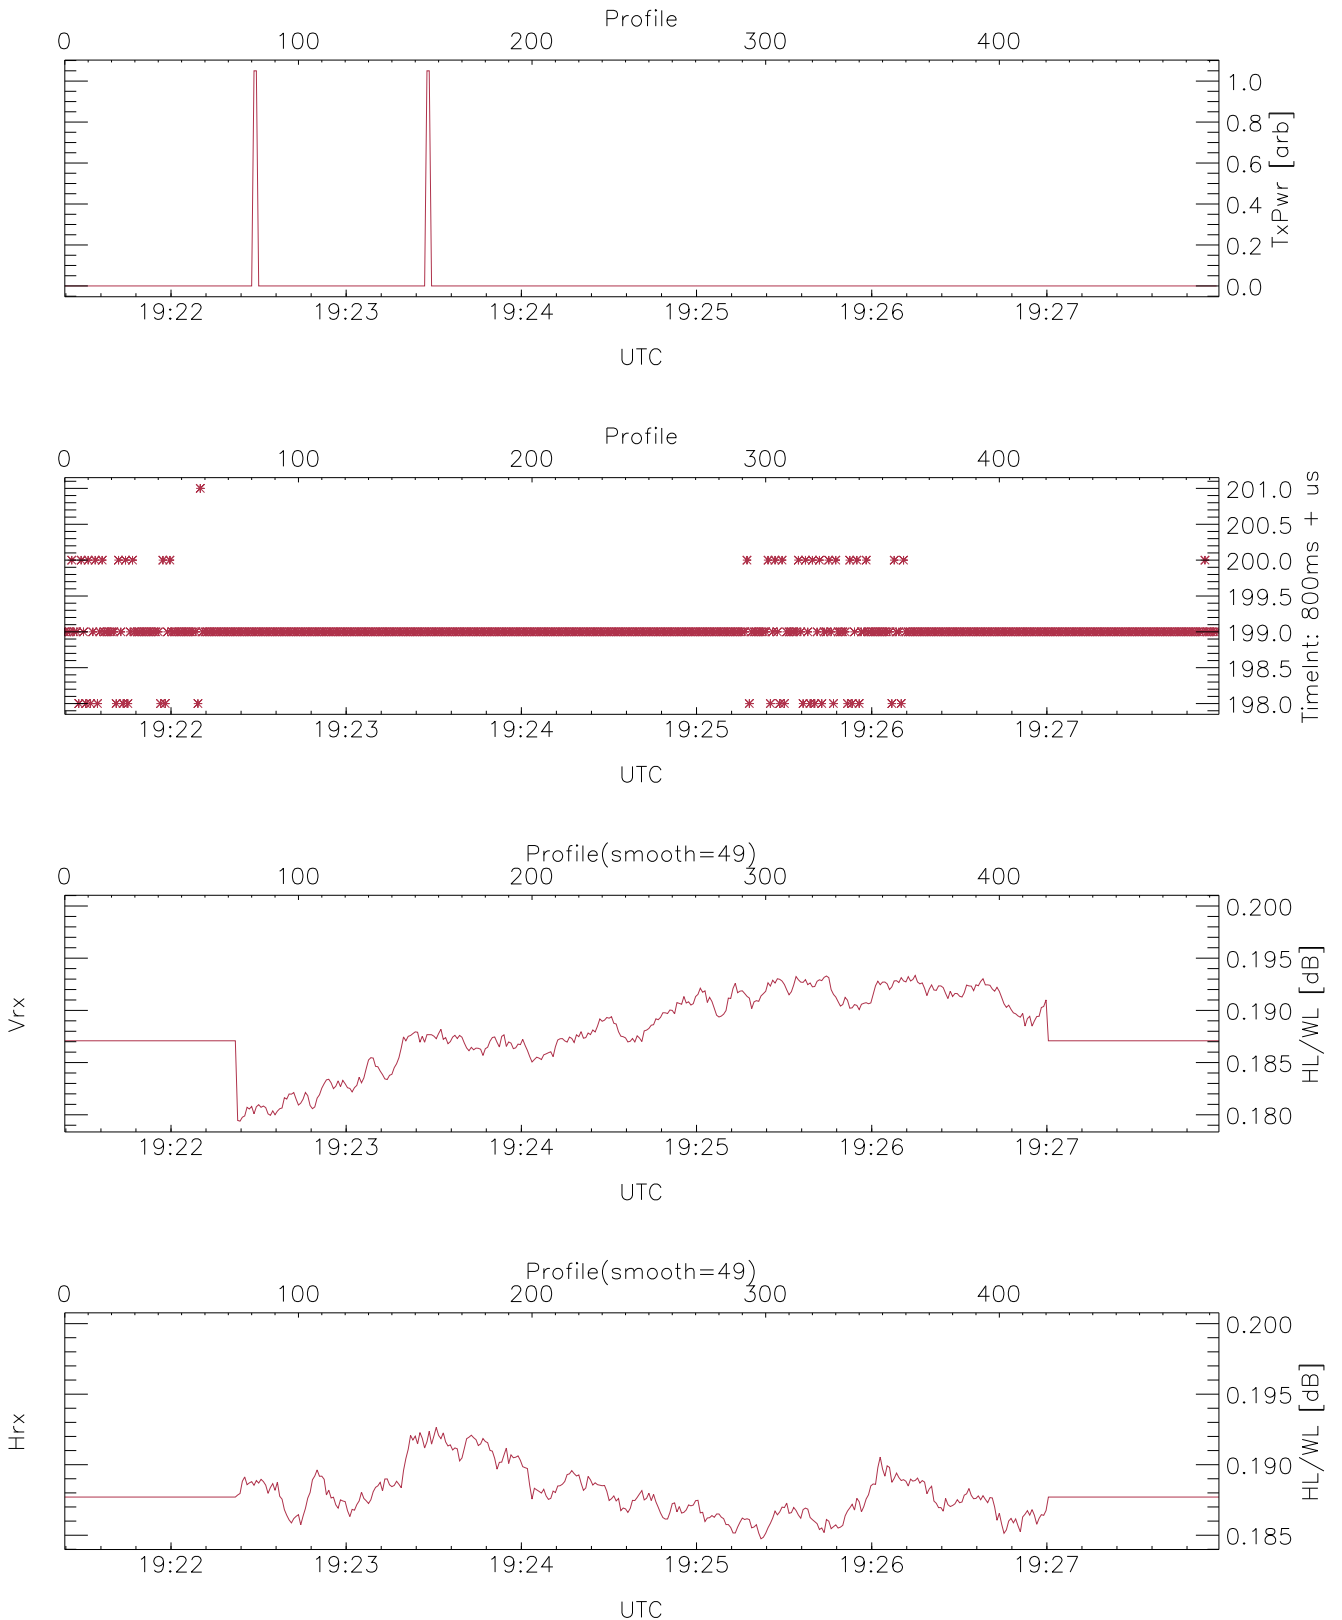 Profile
0 100 200 300 400
1.0
0.8
0.6
0.4
0.2
0.0
TxPwr [arb]
19:22 19:23 19:24 19:25 19:26 19:27
UTC
Profile
0 100 200 300 400
201.0
200.5
200.0
199.5
199.0
198.5
198.0
TimeInt: 800ms + us
19:22 19:23 19:24 19:25 19:26 19:27
UTC
Profile(smooth=49)
0 100 200 300 400
Vrx
0.200
0.195
0.190
0.185
0.180
HL/WL [dB]
19:22 19:23 19:24 19:25 19:26 19:27
UTC
Profile(smooth=49)
0 100 200 300 400
Hrx
0.200
0.195
0.190
0.185
HL/WL [dB]
19:22 19:23 19:24 19:25 19:26 19:27
UTC